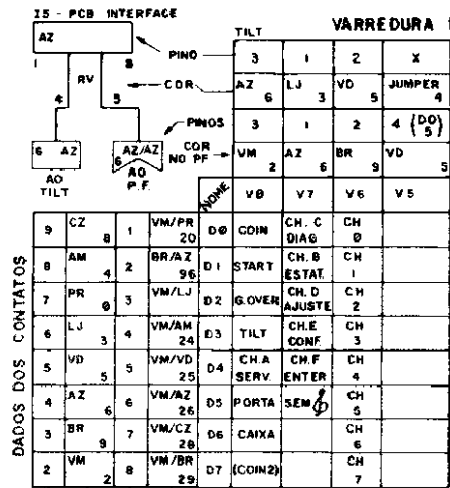 I5 - PCB INTERFACE
AZ
1 8
RV
4 5
6 AZ
AO TILT
AZ/AZ
6
AO P.F.
PINO
COR
PINOS
COR NO PF
NOME
TILT
VARREDURA
3 1 2 X
AZ 6 LJ 3 VD 5 JUMPER 4
3 1 2 4 (DO 5)
VM 2 AZ 6 BR 9 VD 5
V0 V7 V6 V5
DADOS DOS CONTATOS
9 CZ 8 1 VM/PR 20 D0 COIN CH. C DIAG CH 0
8 AM 4 2 BR/AZ 96 D1 START CH. B ESTAT. CH 1
7 PR 0 3 VM/LJ D2 G.OVER CH. D AJUSTE CH 2
6 LJ 3 4 VM/AM 24 D3 TILT CH.E CONF. CH 3
5 VD 5 5 VM/VD 25 D4 CH.A SERV. CH.F ENTER CH 4
4 AZ 6 6 VM/AZ 26 D5 PORTA SEM CH 5
3 BR 9 7 VM/CZ 28 D6 CAIXA CH 6
2 VM 2 8 VM/BR 29 D7 (COIN2) CH 7